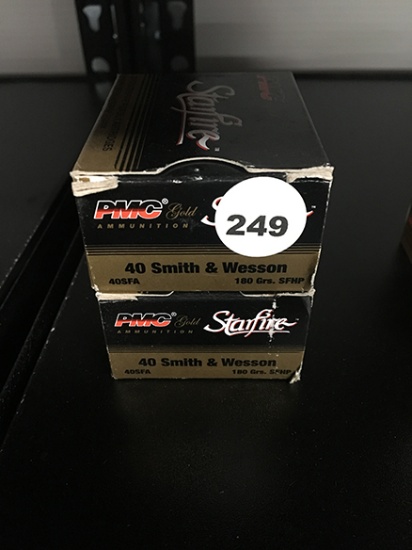 Starfire
PMC Gold
AMMUNITION
249
40 Smith & Wesson
40SFA 180 Grs. SFHP
PMC Gold Starfire
AMMUNITION
40 Smith & Wesson
40SFA 180 Grs. SFHP